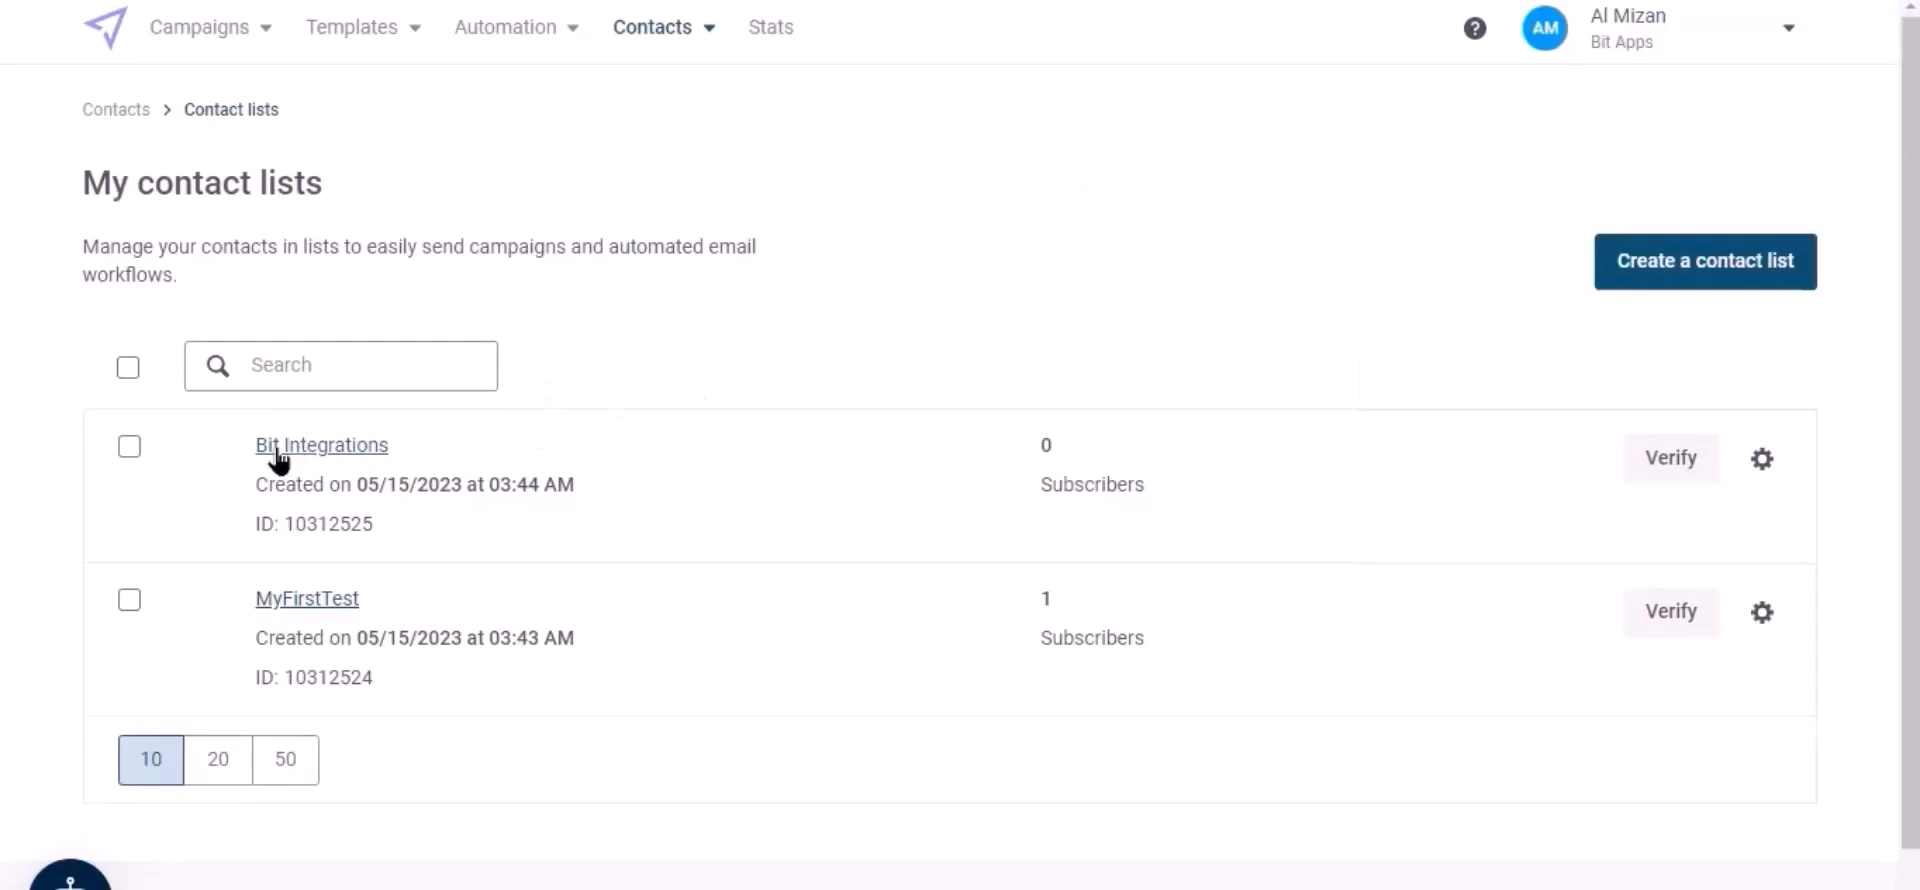 Campaigns Templates Automation Contacts Stats ? AM Al Mizan
Bit Apps
Contacts > Contact lists
My contact lists
Manage your contacts in lists to easily send campaigns and automated email
workflows.
Create a contact list
Search
Bit Integrations 0 Verify
Created on 05/15/2023 at 03:44 AM Subscribers
ID: 10312525
MyFirstTest 1 Verify
Created on 05/15/2023 at 03:43 AM Subscribers
ID: 10312524
10 20 50